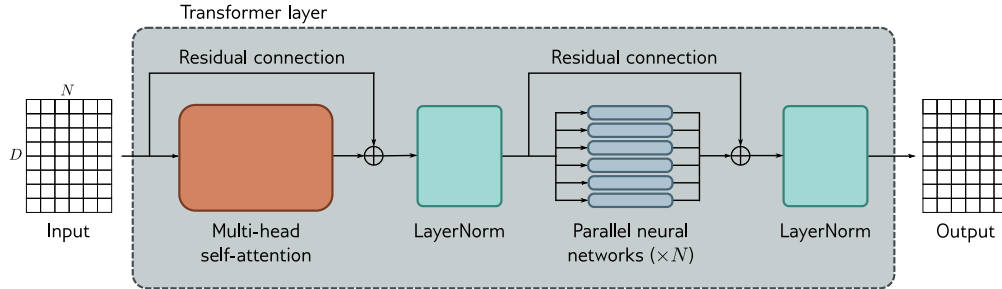 Transformer layer
Residual connection
Residual connection
N
D
Input
Multi-head
self-attention
LayerNorm
Parallel neural
networks (×N)
LayerNorm
Output